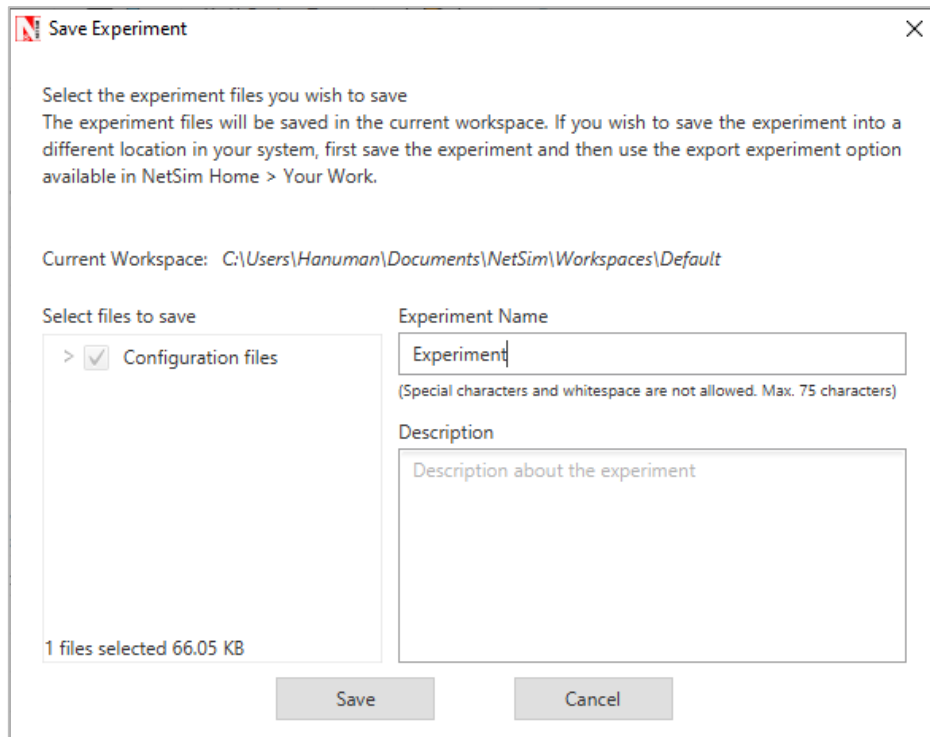 Save Experiment
Select the experiment files you wish to save
The experiment files will be saved in the current workspace. If you wish to save the experiment into a
different location in your system, first save the experiment and then use the export experiment option
available in NetSim Home > Your Work.
Current Workspace: C:\Users\Hanuman\Documents\NetSim\Workspaces\Default
Select files to save
> Configuration files
1 files selected 66.05 KB
Experiment Name
Experiment
(Special characters and whitespace are not allowed. Max. 75 characters)
Description
Description about the experiment
Save
Cancel